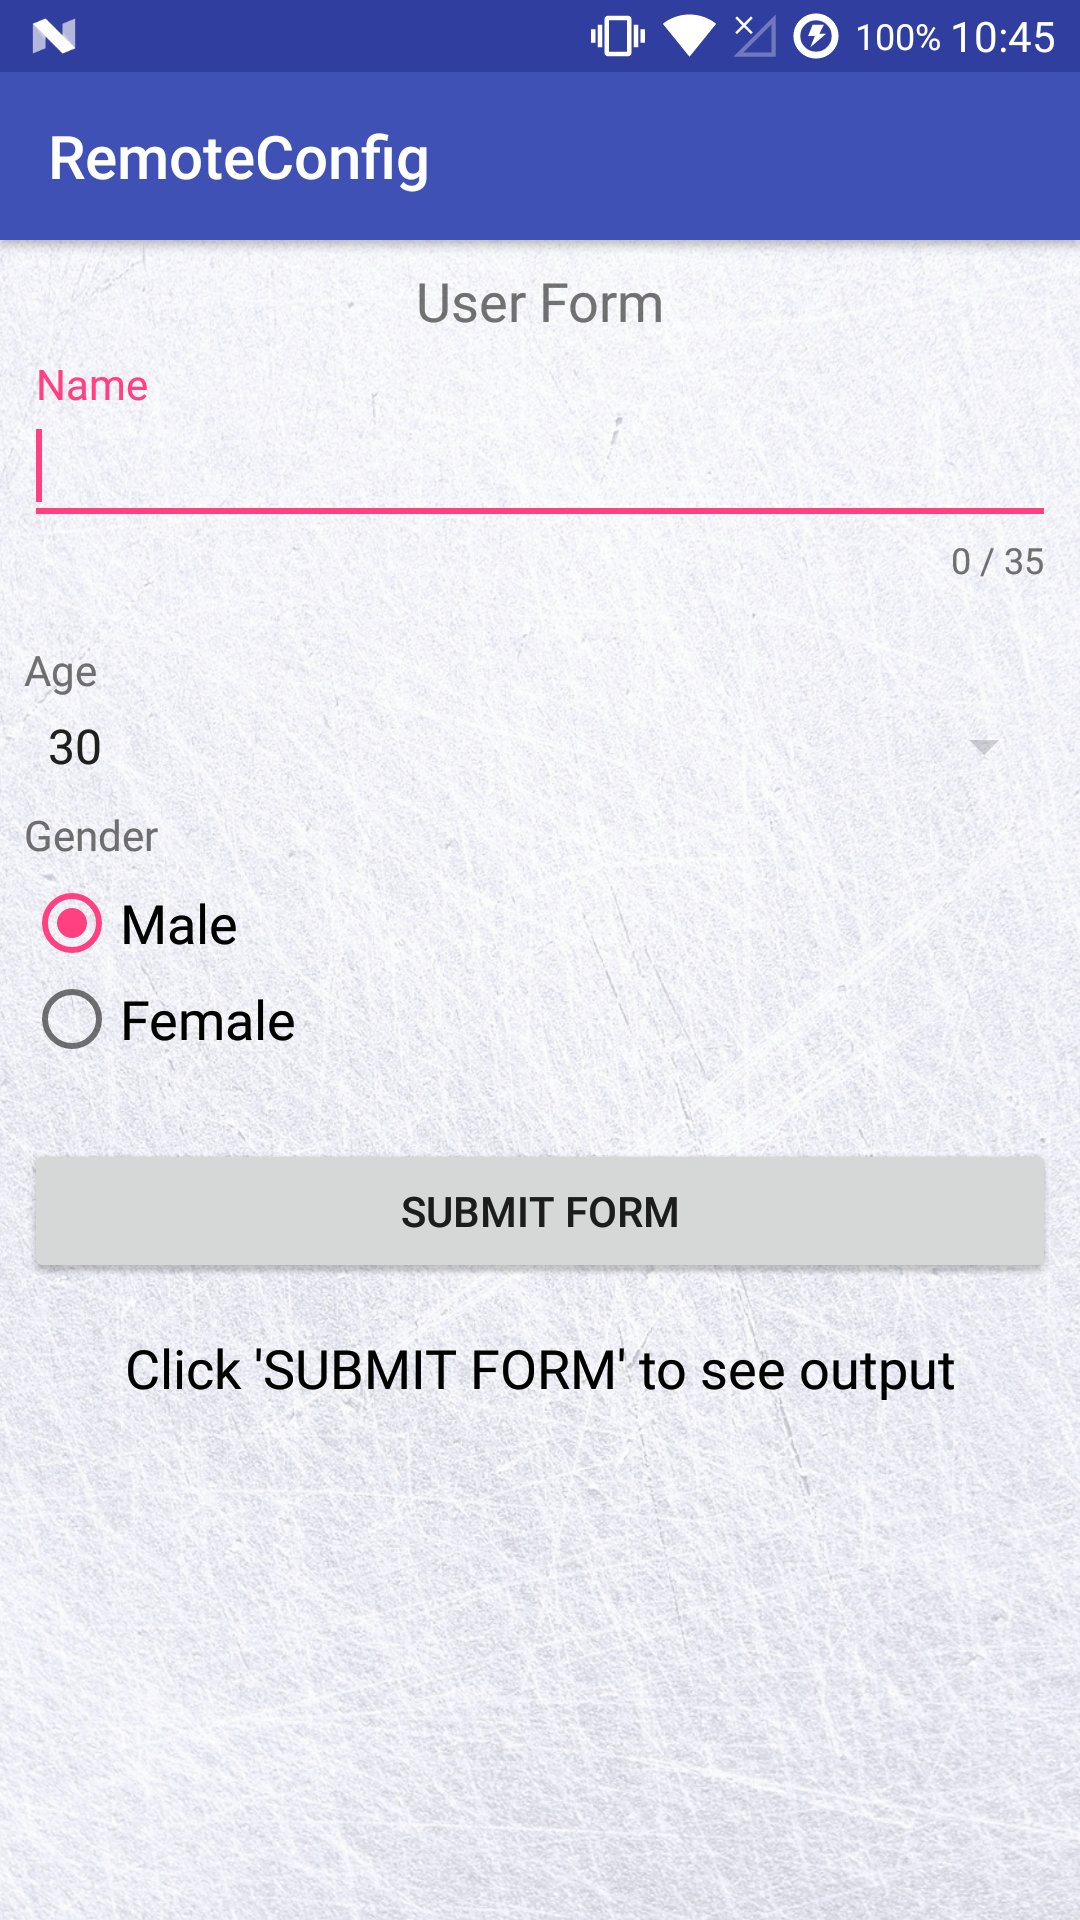 100% 10:45
RemoteConfig
User Form
Name
0 / 35
Age
30
Gender
Male
Female
SUBMIT FORM
Click 'SUBMIT FORM' to see output